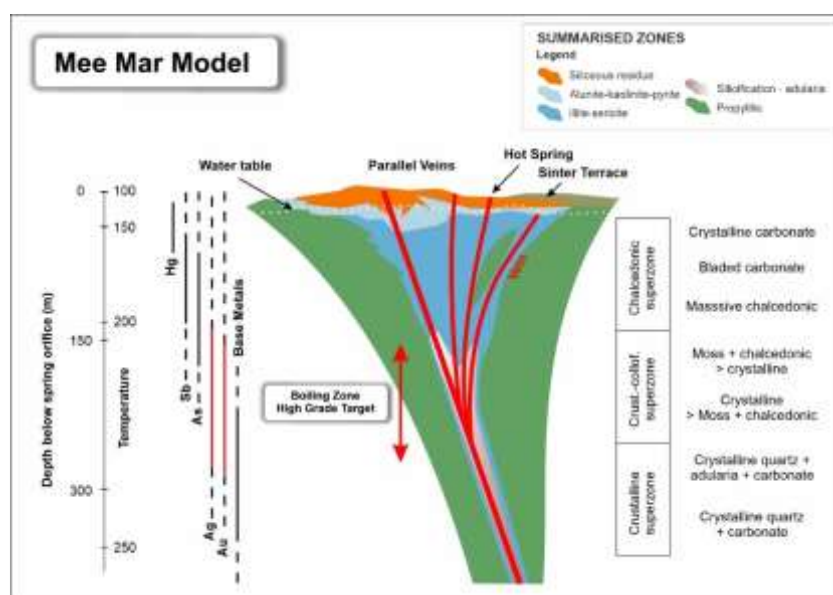 Mee Mar Model
SUMMARISED ZONES
Legend
Siliceous residue
Alunite-kaolinite-pyrite
Illite-sericite
Silicification - adularia
Propylitic
Water table
Parallel Veins
Hot Spring
Sinter Terrace
0
150
300
Depth below spring orifice (m)
100
150
200
250
Temperature
Hg
Sb
As
Ag
Au
Base Metals
Boiling Zone
High Grade Target
Chalcedonic
superzone
Crust.-collof.
superzone
Crustalline
superzone
Crystalline carbonate
Bladed carbonate
Masssive chalcedonic
Moss + chalcedonic
> crystalline
Crystalline
> Moss + chalcedonic
Crystalline quartz +
adularia + carbonate
Crystalline quartz
+ carbonate